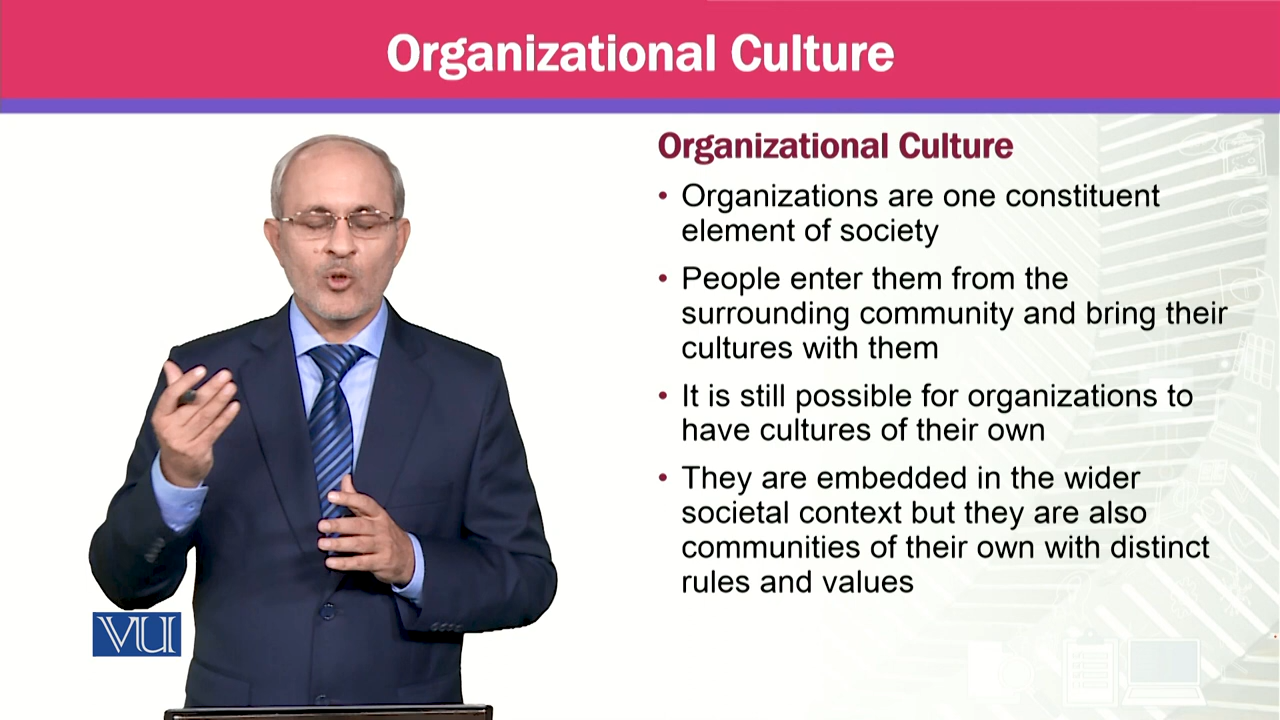 Organizational Culture
Organizational Culture
• Organizations are one constituent
element of society
• People enter them from the
surrounding community and bring their
cultures with them
• It is still possible for organizations to
have cultures of their own
• They are embedded in the wider
societal context but they are also
communities of their own with distinct
rules and values
VU